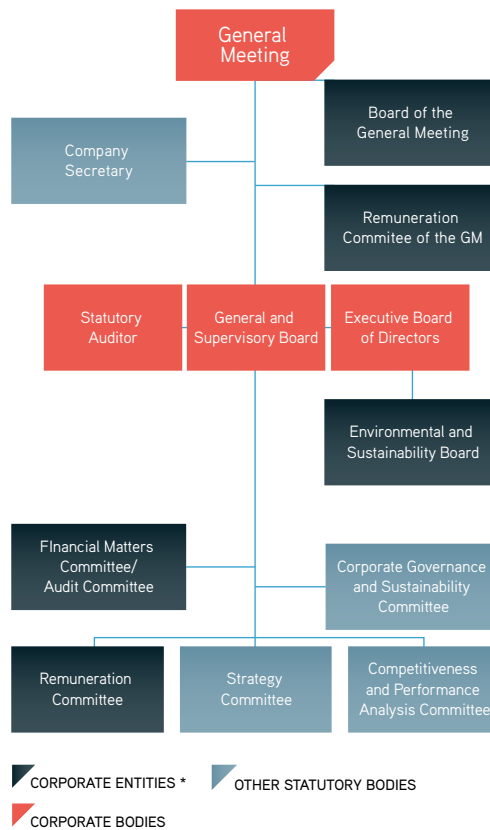 General
Meeting
Board of the
General Meeting
Company
Secretary
Remuneration
Commitee of the GM
Statutory
Auditor
General and
Supervisory Board
Executive Board
of Directors
Environmental and
Sustainability Board
FInancial Matters
Committee/
Audit Committee
Corporate Governance
and Sustainability
Committee
Remuneration
Committee
Strategy
Committee
Competitiveness
and Performance
Analysis Committee
CORPORATE ENTITIES *
OTHER STATUTORY BODIES
CORPORATE BODIES